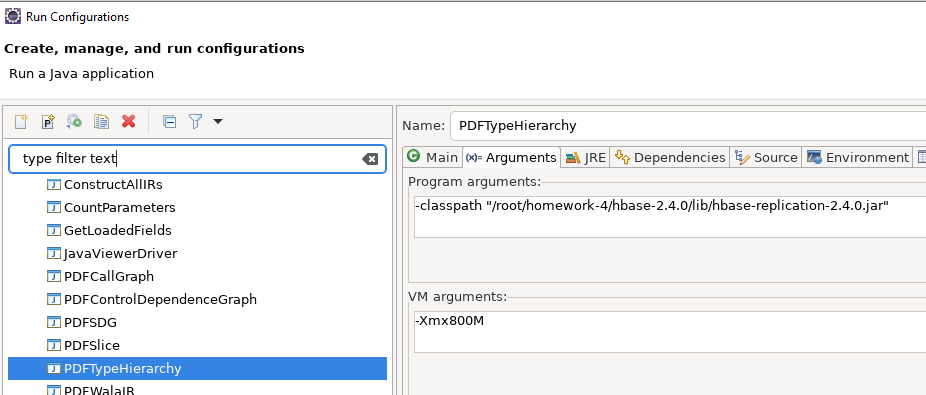 Run Configurations
Create, manage, and run configurations
Run a Java application
type filter text
ConstructAllIRs
CountParameters
GetLoadedFields
JavaViewerDriver
PDFCallGraph
PDFControlDependenceGraph
PDFSDG
PDFSlice
PDFTypeHierarchy
PDFWalaIR
Name: PDFTypeHierarchy
Main (x)= Arguments JRE Dependencies Source Environment
Program arguments:
-classpath "/root/homework-4/hbase-2.4.0/lib/hbase-replication-2.4.0.jar"
VM arguments:
-Xmx800M